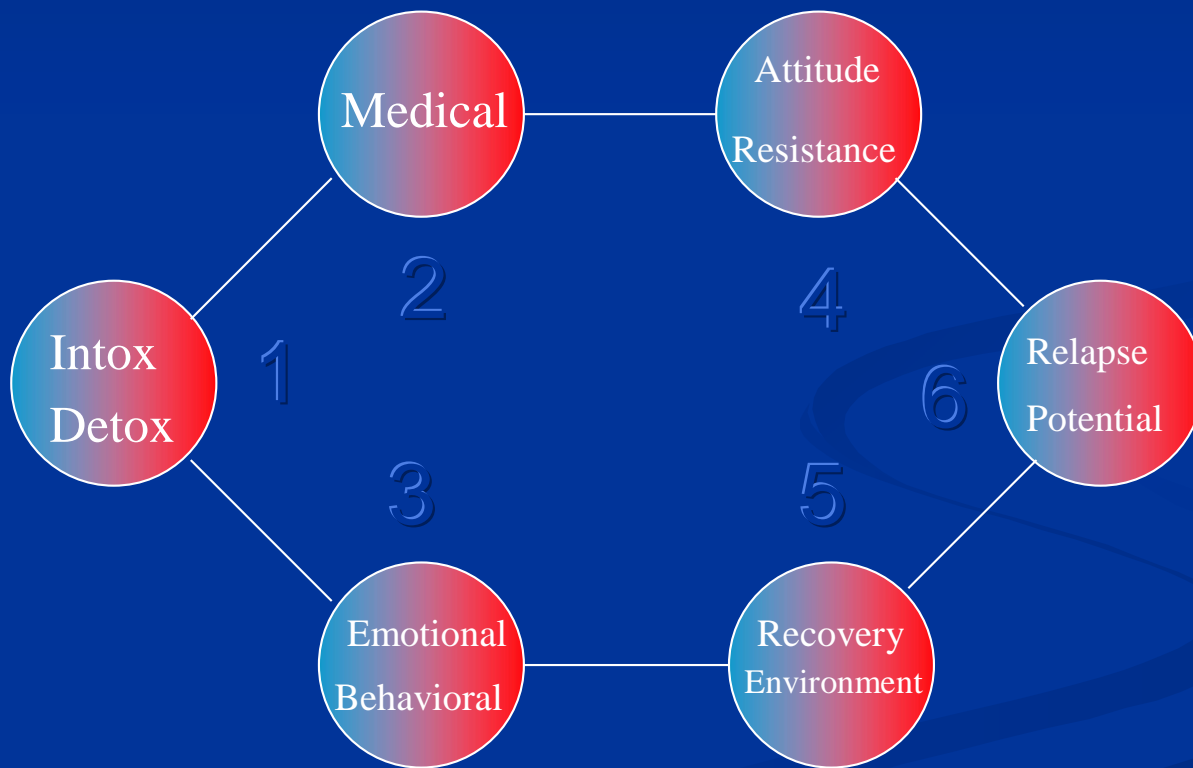 Medical
Attitude
Resistance
2
4
Intox
Detox
1
6
Relapse
Potential
3
5
Emotional
Behavioral
Recovery
Environment